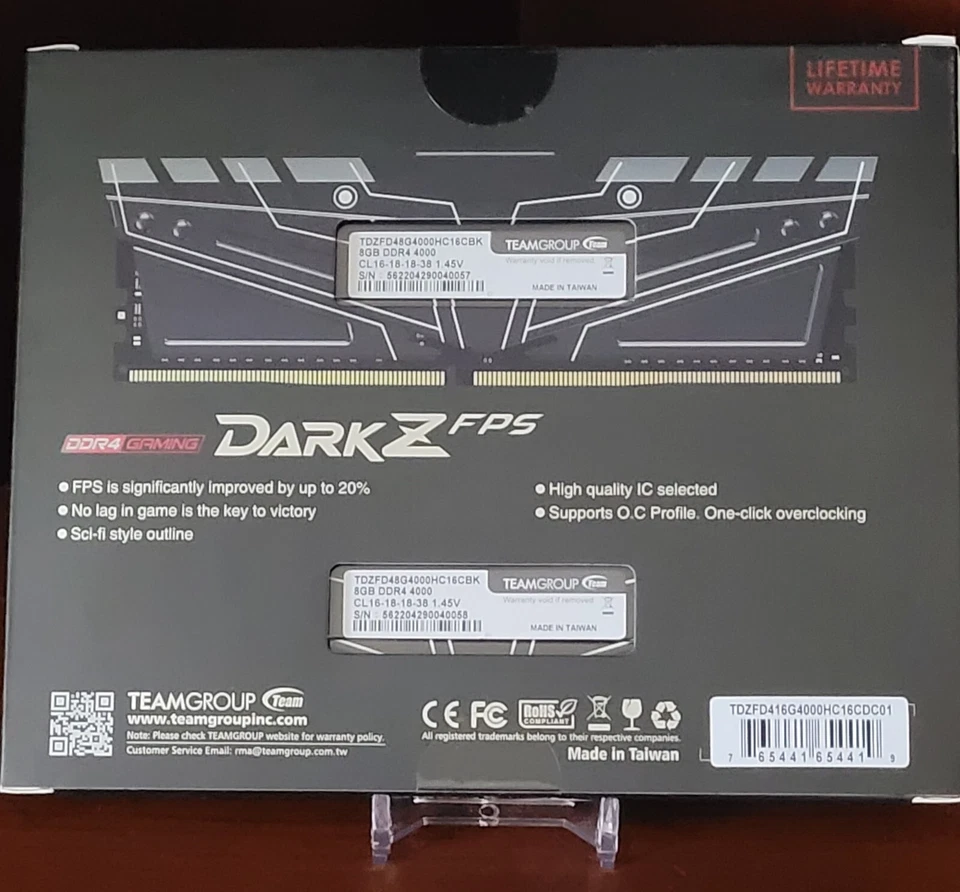 LIFETIME
WARRANTY
TDZFD48G4000HC16CBK
8GB DDR4 4000
CL16-18-18-38 1.45V
S/N : 562204290040057
TEAMGROUP Team
Warranty void if removed
MADE IN TAIWAN
DDR4 GAMING DARK Z FPS
● FPS is significantly improved by up to 20%
● No lag in game is the key to victory
● Sci-fi style outline
● High quality IC selected
● Supports O.C Profile. One-click overclocking
TDZFD48G4000HC16CBK
8GB DDR4 4000
CL16-18-18-38 1.45V
S/N : 562204290040058
TEAMGROUP Team
Warranty void if removed
MADE IN TAIWAN
TEAMGROUP Team
www.teamgroupinc.com
Note: Please check TEAMGROUP website for warranty policy.
Customer Service Email: rma@teamgroup.com.tw
CE FC RoHS
COMPLIANT
All registered trademarks belong to their respective companies.
Made in Taiwan
TDZFD416G4000HC16CDC01
7 65441 65441 9